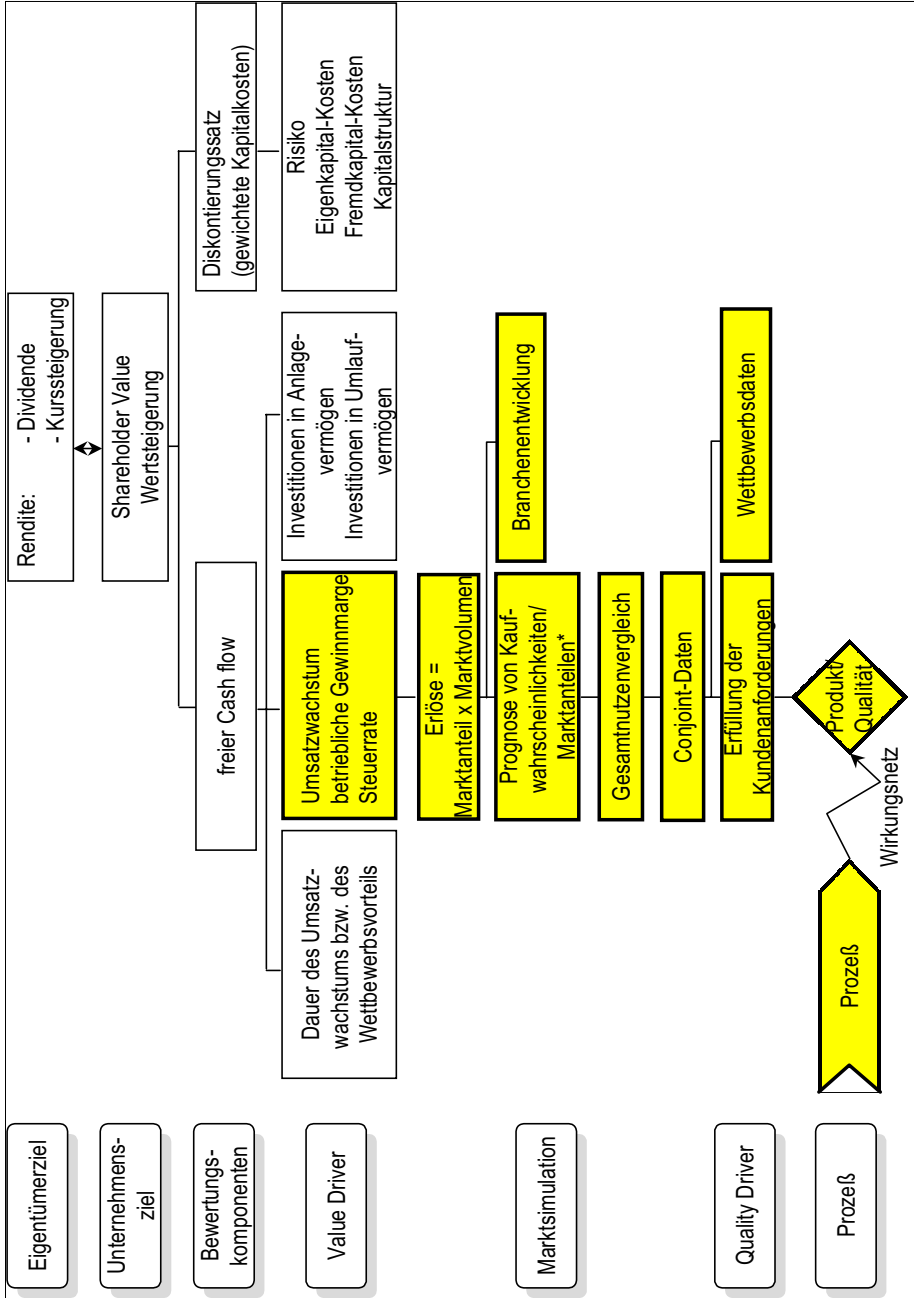 Eigentümerziel
Rendite: - Dividende
- Kurssteigerung
Unternehmens-
ziel
Shareholder Value
Wertsteigerung
Bewertungs-
komponenten
freier Cash flow
Diskontierungssatz
(gewichtete Kapitalkosten)
Value Driver
Dauer des Umsatz-
wachstums bzw. des
Wettbewerbsvorteils
Umsatzwachstum
betriebliche Gewinnmarge
Steuerrate
Investitionen in Anlage-
vermögen
Investitionen in Umlauf-
vermögen
Risiko
Eigenkapital-Kosten
Fremdkapital-Kosten
Kapitalstruktur
Marktsimulation
Erlöse =
Marktanteil x Marktvolumen
Prognose von Kauf-
wahrscheinlichkeiten/
Marktanteilen*
Branchenentwicklung
Gesamtnutzenvergleich
Conjoint-Daten
Quality Driver
Erfüllung der
Kundenanforderungen
Wettbewerbsdaten
Prozeß
Prozeß
Wirkungsnetz
Produkt/
Qualität